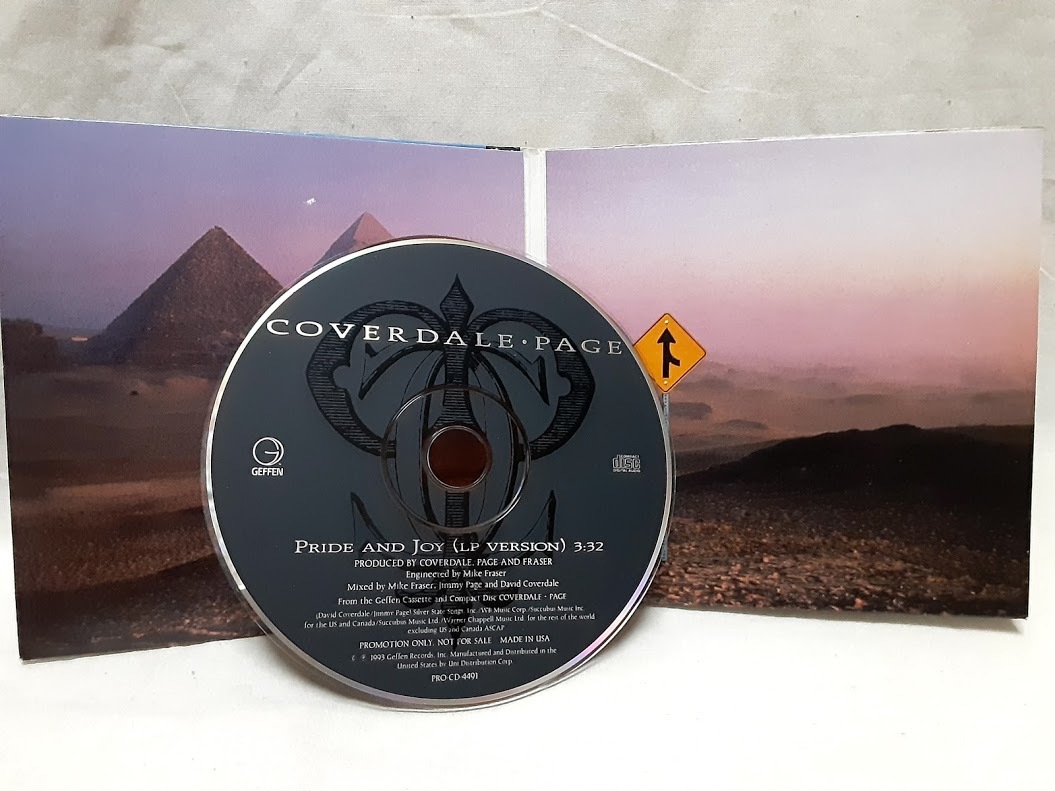 COVERDALE • PAGE
GEFFEN
COMPACT
disc
DIGITAL AUDIO
PRIDE AND JOY (LP VERSION) 3:32
PRODUCED BY COVERDALE, PAGE AND FRASER
Engineered by Mike Fraser
Mixed by Mike Fraser, Jimmy Page and David Coverdale
From the Geffen Cassette and Compact Disc COVERDALE • PAGE
(David Coverdale/Jimmy Page) Silver State Songs, Inc./WB Music Corp./Succubus Music Inc.
for the US and Canada/Succubus Music Ltd./Warner Chappell Music Ltd. for the rest of the world
excluding US and Canada ASCAP
PROMOTION ONLY. NOT FOR SALE MADE IN USA
© ℗ 1993 Geffen Records, Inc. Manufactured and Distributed in the
United States by Uni Distribution Corp.
PRO-CD-4491